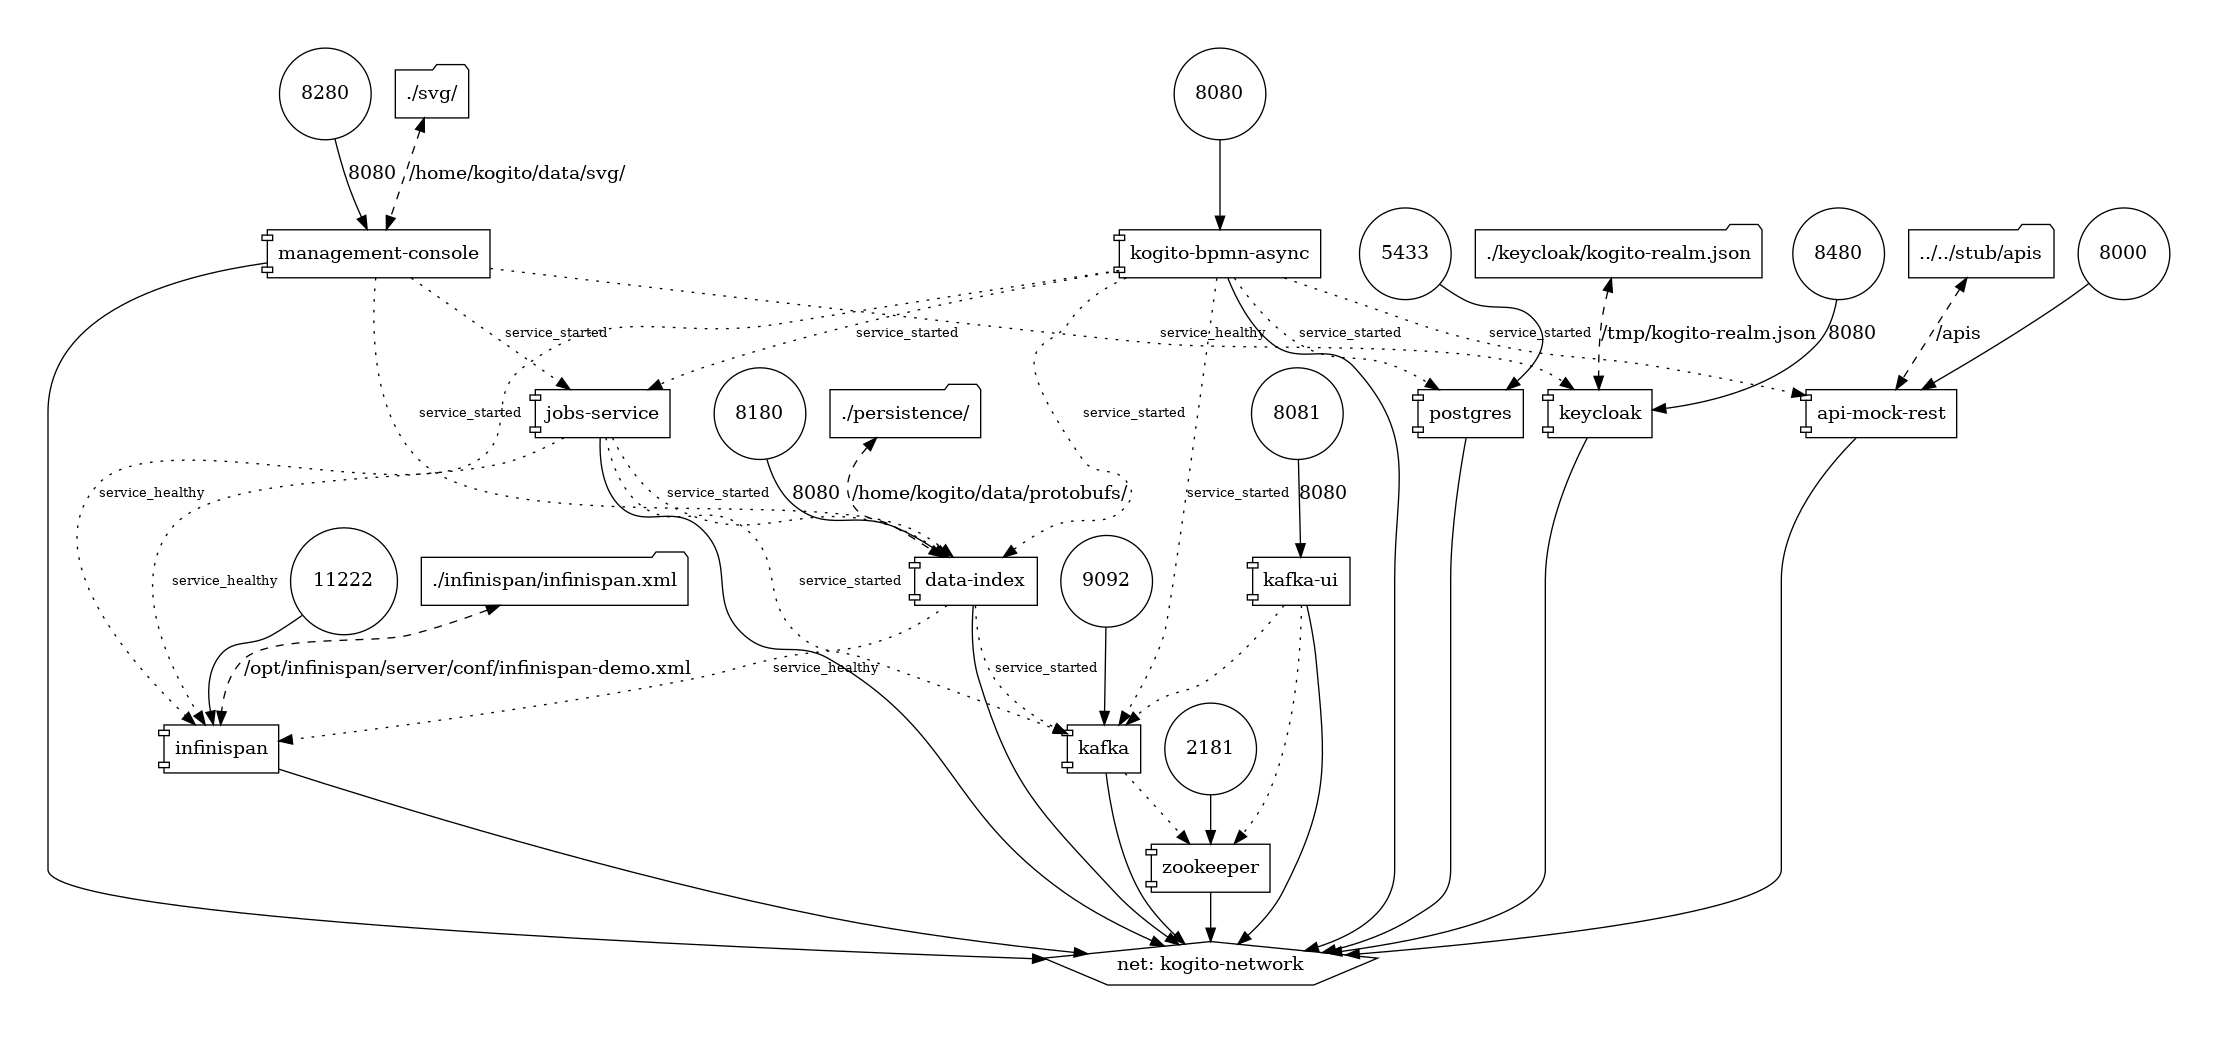 8280
./svg/
8080
8080
/home/kogito/data/svg/
management-console
kogito-bpmn-async
5433
./keycloak/kogito-realm.json
8480
../../stub/apis
8000
service_started
service_started
service_healthy
service_started
service_started
/tmp/kogito-realm.json
8080
/apis
service_started
jobs-service
8180
./persistence/
service_started
8081
postgres
keycloak
api-mock-rest
service_healthy
service_started
8080
/home/kogito/data/protobufs/
service_started
8080
service_healthy
11222
./infinispan/infinispan.xml
service_started
data-index
9092
kafka-ui
/opt/infinispan/server/conf/infinispan-demo.xml
service_healthy
service_started
infinispan
kafka
2181
zookeeper
net: kogito-network